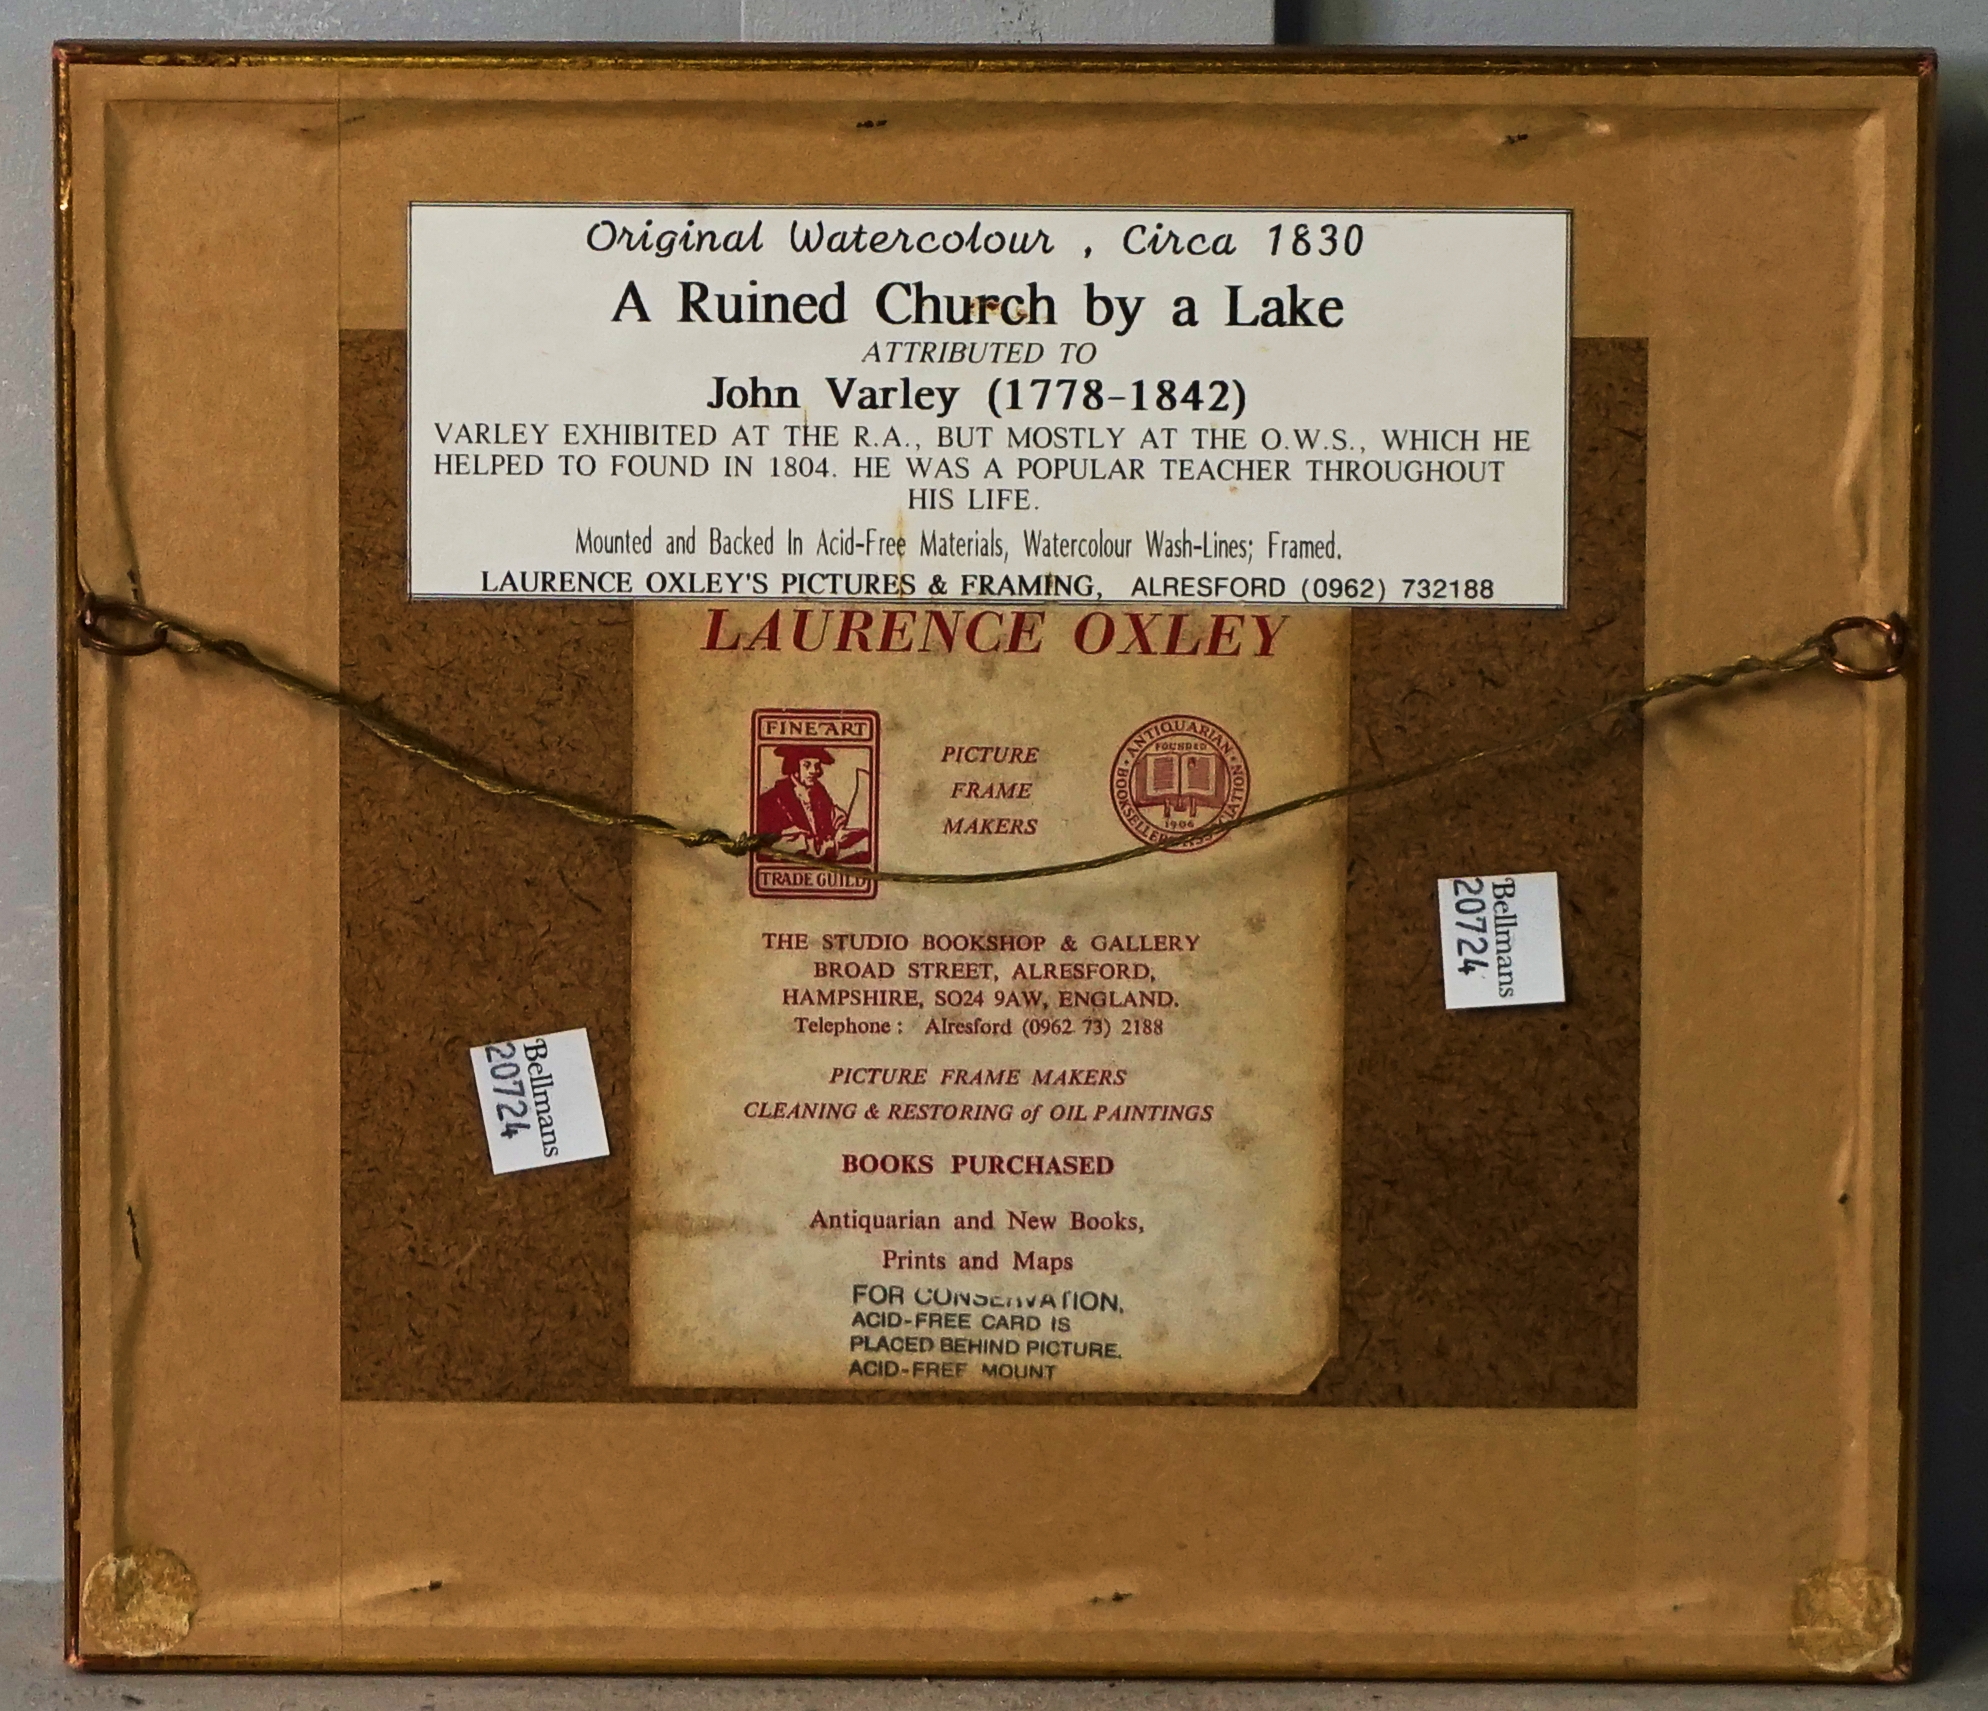 Original Watercolour , Circa 1830
A Ruined Church by a Lake
ATTRIBUTED TO
John Varley (1778-1842)
VARLEY EXHIBITED AT THE R.A., BUT MOSTLY AT THE O.W.S., WHICH HE
HELPED TO FOUND IN 1804. HE WAS A POPULAR TEACHER THROUGHOUT
HIS LIFE.
Mounted and Backed In Acid-Free Materials, Watercolour Wash-Lines; Framed.
LAURENCE OXLEY'S PICTURES & FRAMING, ALRESFORD (0962) 732188
LAURENCE OXLEY
FINE ART
TRADE GUILD
PICTURE
FRAME
MAKERS
ANTIQUARIAN BOOKSELLERS ASSOCIATION
FOUNDED
1906
THE STUDIO BOOKSHOP & GALLERY
BROAD STREET, ALRESFORD,
HAMPSHIRE, SO24 9AW, ENGLAND.
Telephone : Alresford (0962 73) 2188
PICTURE FRAME MAKERS
CLEANING & RESTORING of OIL PAINTINGS
BOOKS PURCHASED
Antiquarian and New Books,
Prints and Maps
FOR CONSERVATION,
ACID-FREE CARD IS
PLACED BEHIND PICTURE.
ACID-FREE MOUNT
Bellmans
20724
Bellmans
20724